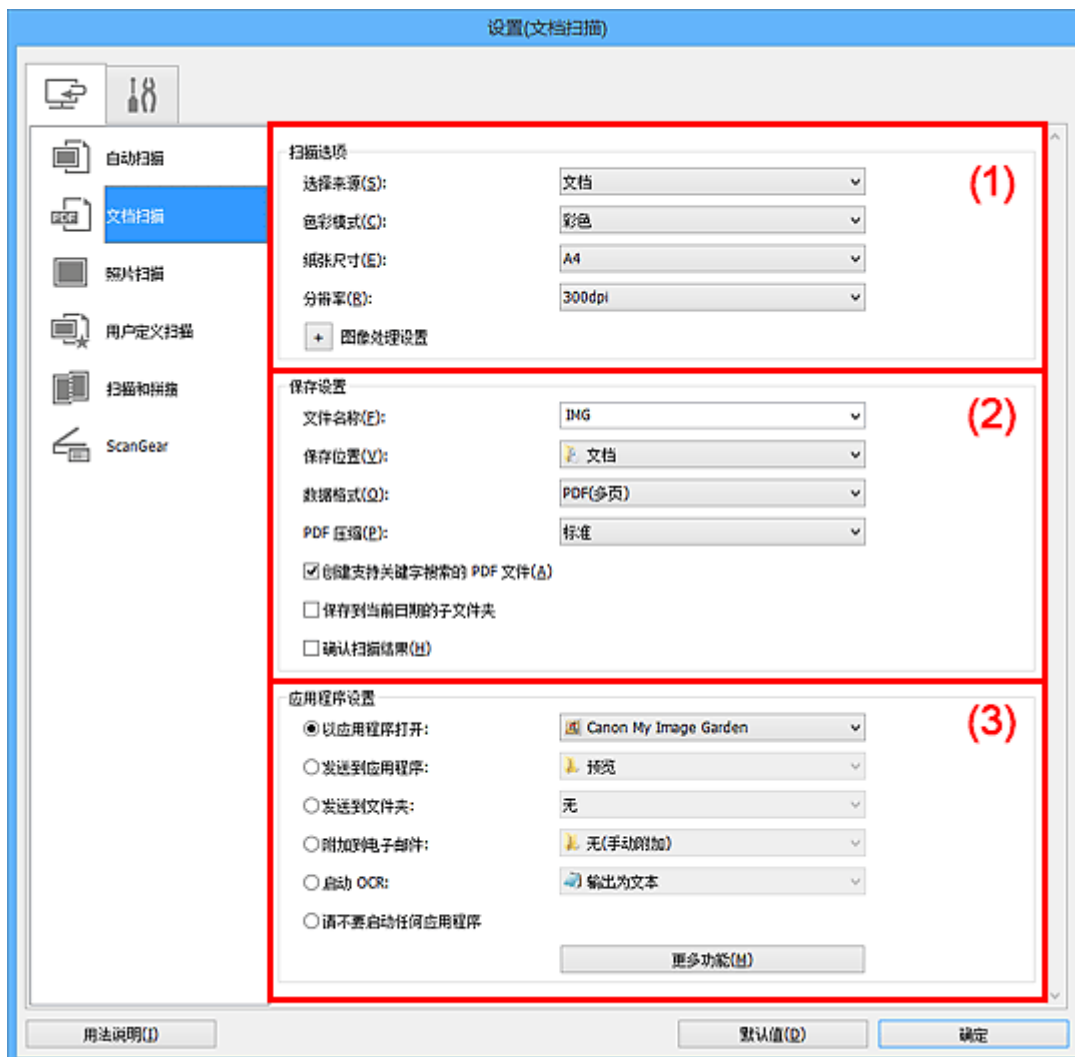 设置(文档扫描)
自动扫描
PDF
文档扫描
照片扫描
用户定义扫描
扫描和拼接
ScanGear
扫描选项
(1)
选择来源(S): 文档
色彩模式(C): 彩色
纸张尺寸(E): A4
分辨率(R): 300dpi
+ 图像处理设置
保存设置
(2)
文件名称(F): IMG
保存位置(V): 文档
数据格式(O): PDF(多页)
PDF 压缩(P): 标准
创建支持关键字搜索的 PDF 文件(A)
保存到当前日期的子文件夹
确认扫描结果(H)
应用程序设置
(3)
以应用程序打开: Canon My Image Garden
发送到应用程序: 预览
发送到文件夹: 无
附加到电子邮件: 无(手动附加)
启动 OCR: 输出为文本
请不要启动任何应用程序
更多功能(M)
用法说明(I) 默认值(D) 确定